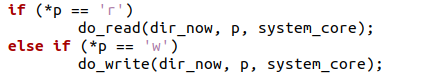 if (*p == 'r')
        do_read(dir_now, p, system_core);
else if (*p == 'w')
        do_write(dir_now, p, system_core);